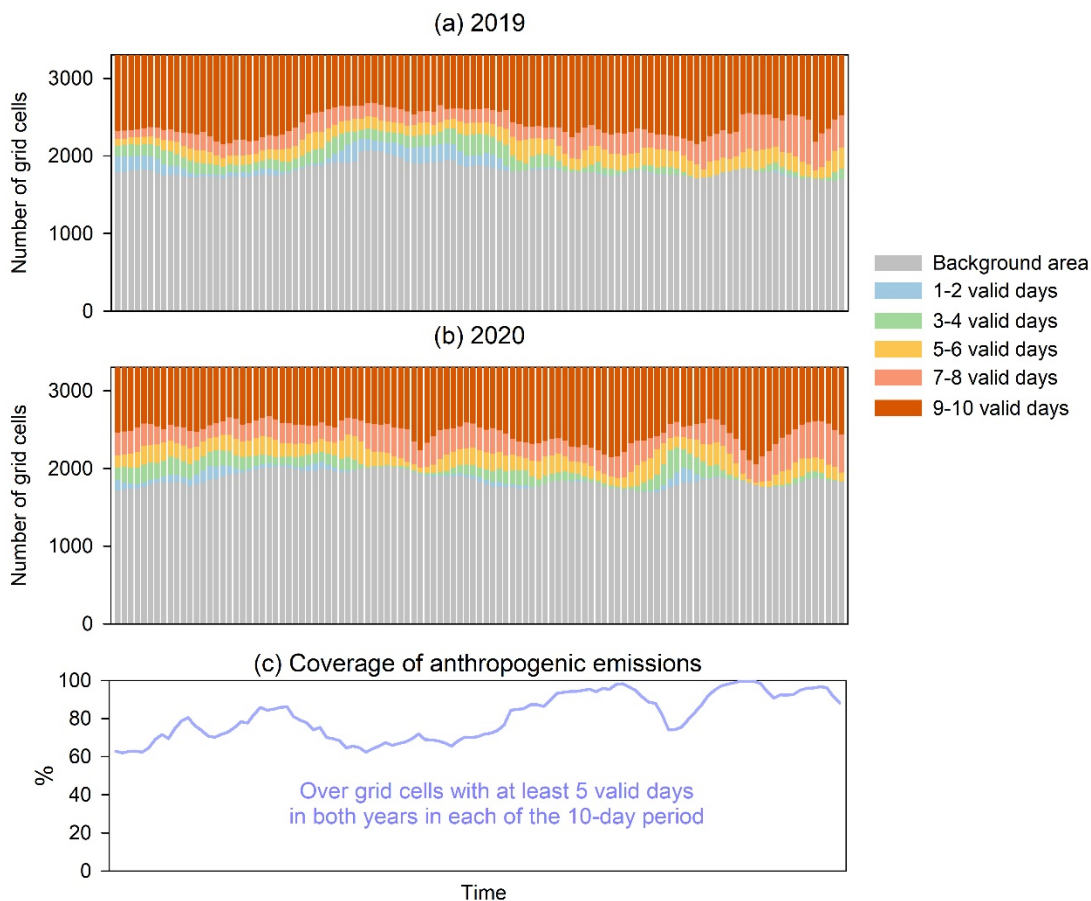 (a) 2019
Number of grid cells
3000
2000
1000
0
(b) 2020
Number of grid cells
3000
2000
1000
0
Background area
1-2 valid days
3-4 valid days
5-6 valid days
7-8 valid days
9-10 valid days
(c) Coverage of anthropogenic emissions
%
100
80
60
40
20
0
Over grid cells with at least 5 valid days
in both years in each of the 10-day period
Time